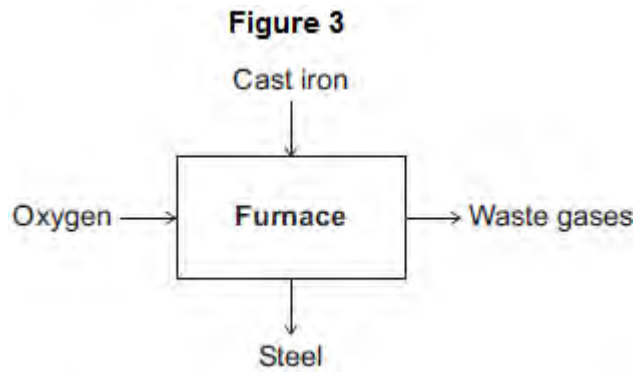 Figure 3
Cast iron
Oxygen
Furnace
Waste gases
Steel